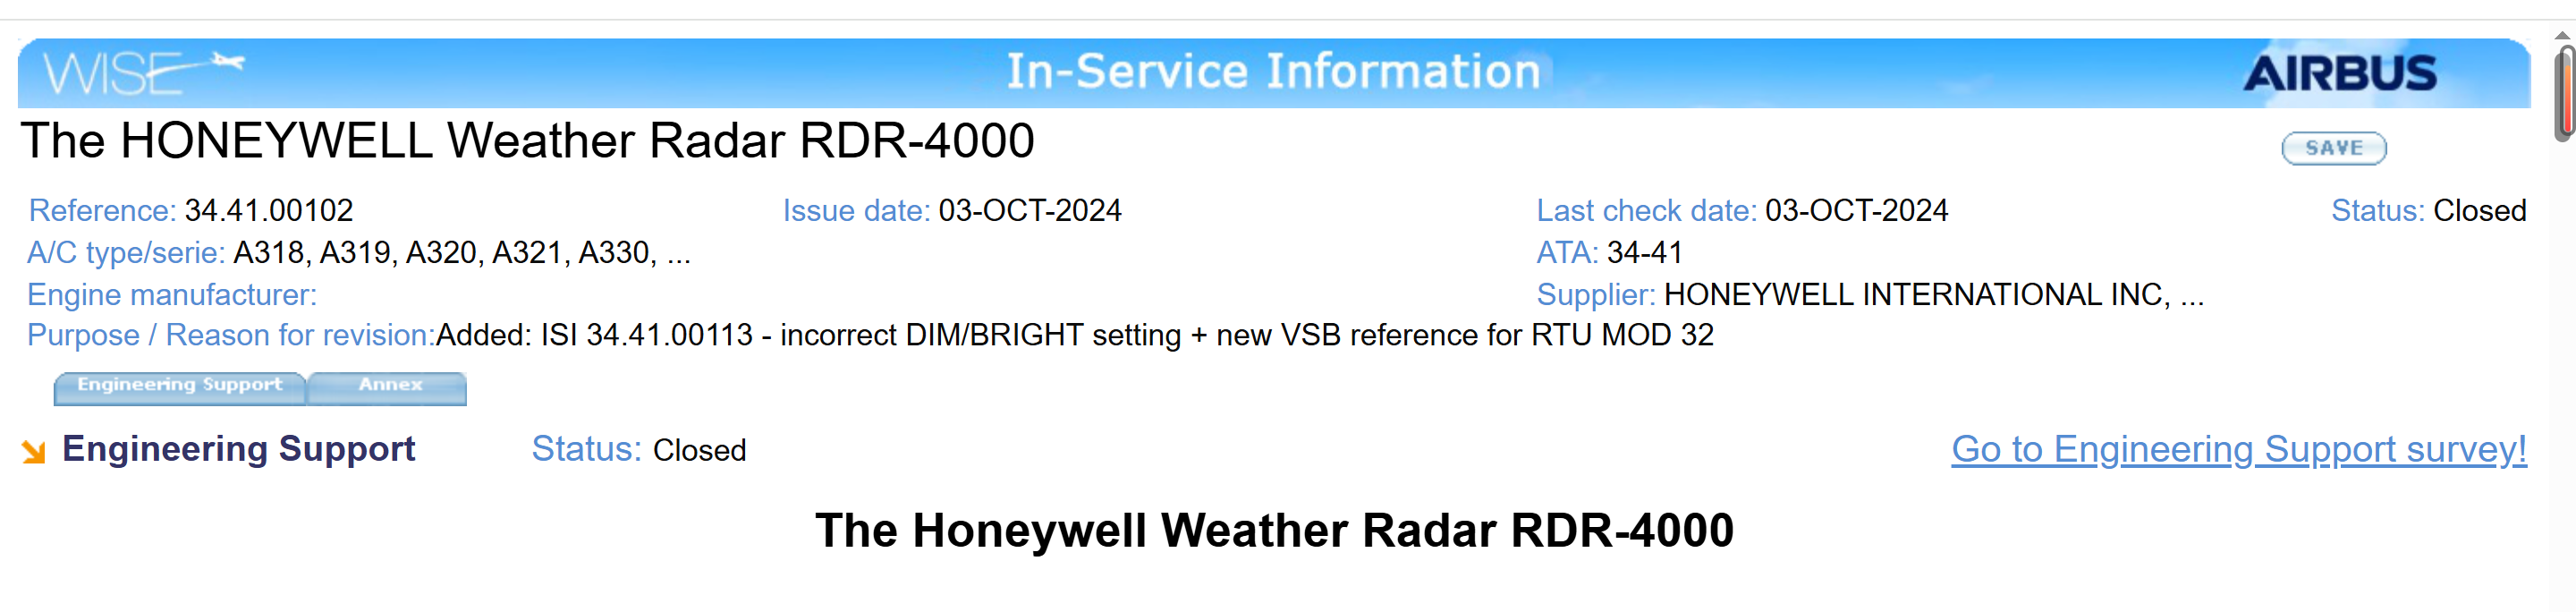 WISE In-Service Information AIRBUS
The HONEYWELL Weather Radar RDR-4000 SAVE
Reference: 34.41.00102 Issue date: 03-OCT-2024 Last check date: 03-OCT-2024 Status: Closed
A/C type/serie: A318, A319, A320, A321, A330, ... ATA: 34-41
Engine manufacturer: Supplier: HONEYWELL INTERNATIONAL INC, ...
Purpose / Reason for revision:Added: ISI 34.41.00113 - incorrect DIM/BRIGHT setting + new VSB reference for RTU MOD 32
Engineering Support Annex
Engineering Support Status: Closed Go to Engineering Support survey!
The Honeywell Weather Radar RDR-4000